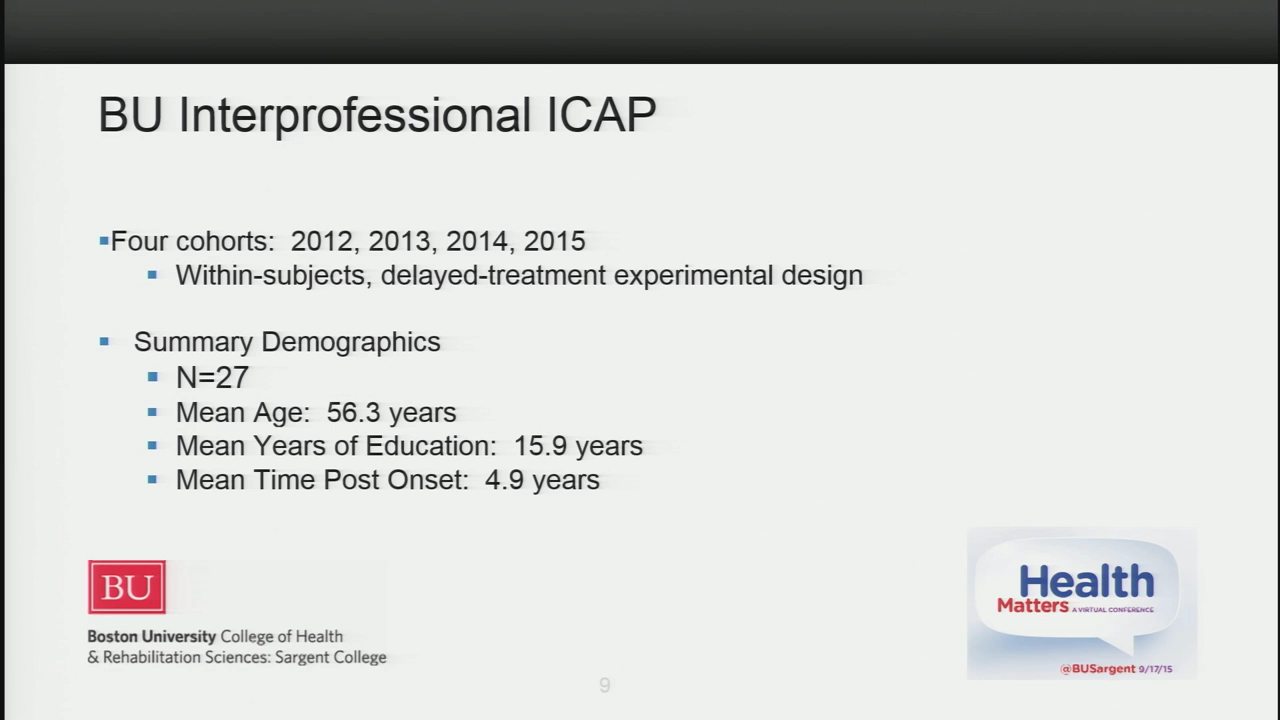 BU Interprofessional ICAP
Four cohorts: 2012, 2013, 2014, 2015
Within-subjects, delayed-treatment experimental design
Summary Demographics
N=27
Mean Age: 56.3 years
Mean Years of Education: 15.9 years
Mean Time Post Onset: 4.9 years
BU
Boston University College of Health
& Rehabilitation Sciences: Sargent College
Health
Matters A VIRTUAL CONFERENCE
@BUSargent 9/17/15
9